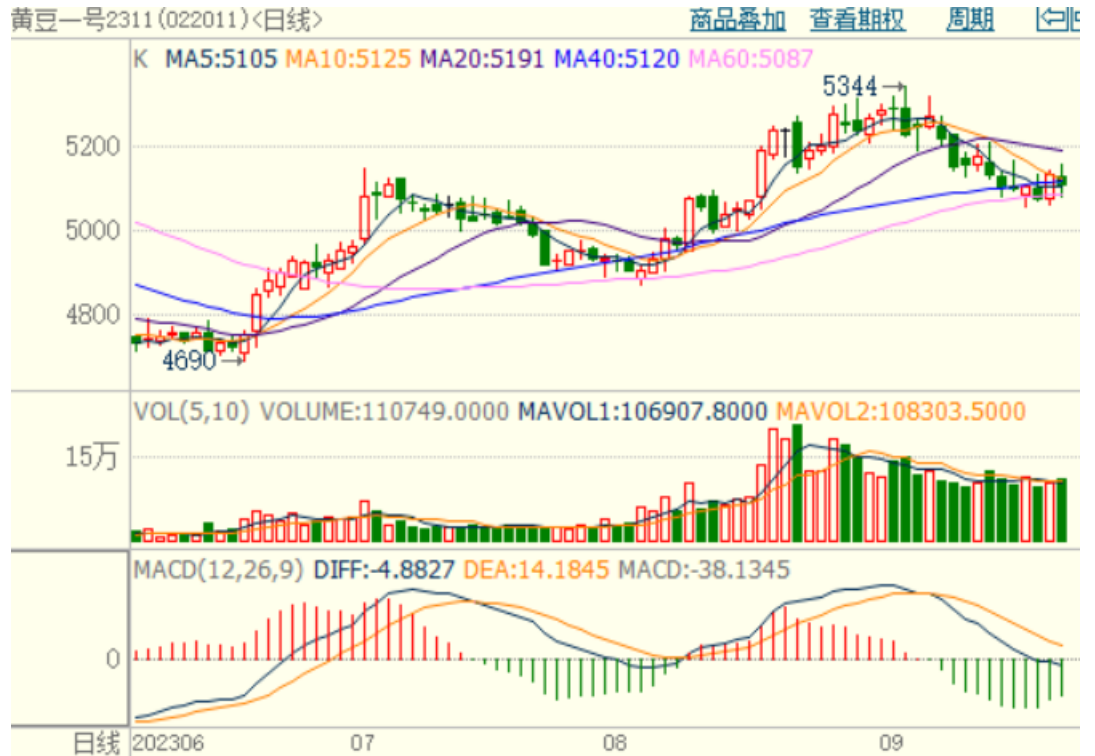 黄豆一号2311(022011)<日线> 商品叠加 查看期权 周期
K MA5:5105 MA10:5125 MA20:5191 MA40:5120 MA60:5087
5344
5200
5000
4800
4690
VOL(5,10) VOLUME:110749.0000 MAVOL1:106907.8000 MAVOL2:108303.5000
15万
MACD(12,26,9) DIFF:-4.8827 DEA:14.1845 MACD:-38.1345
0
日线 202306 07 08 09